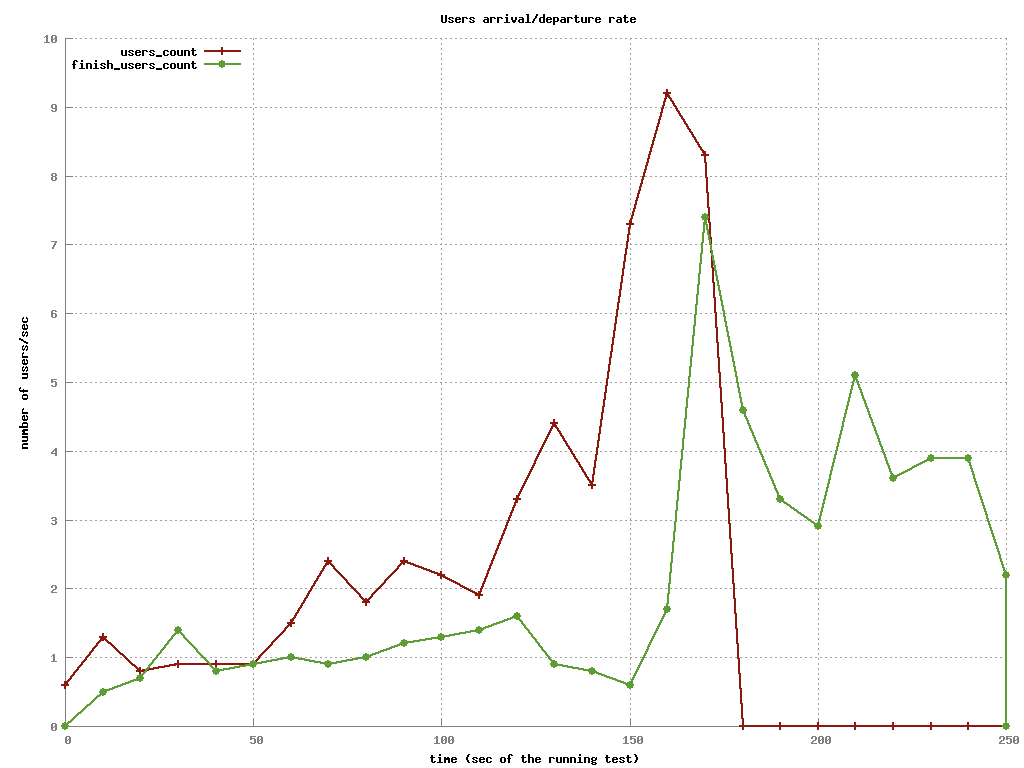 Users arrival/departure rate
users_count
finish_users_count
10
9
8
7
6
5
4
3
2
1
0
number of users/sec
0 50 100 150 200 250
time (sec of the running test)